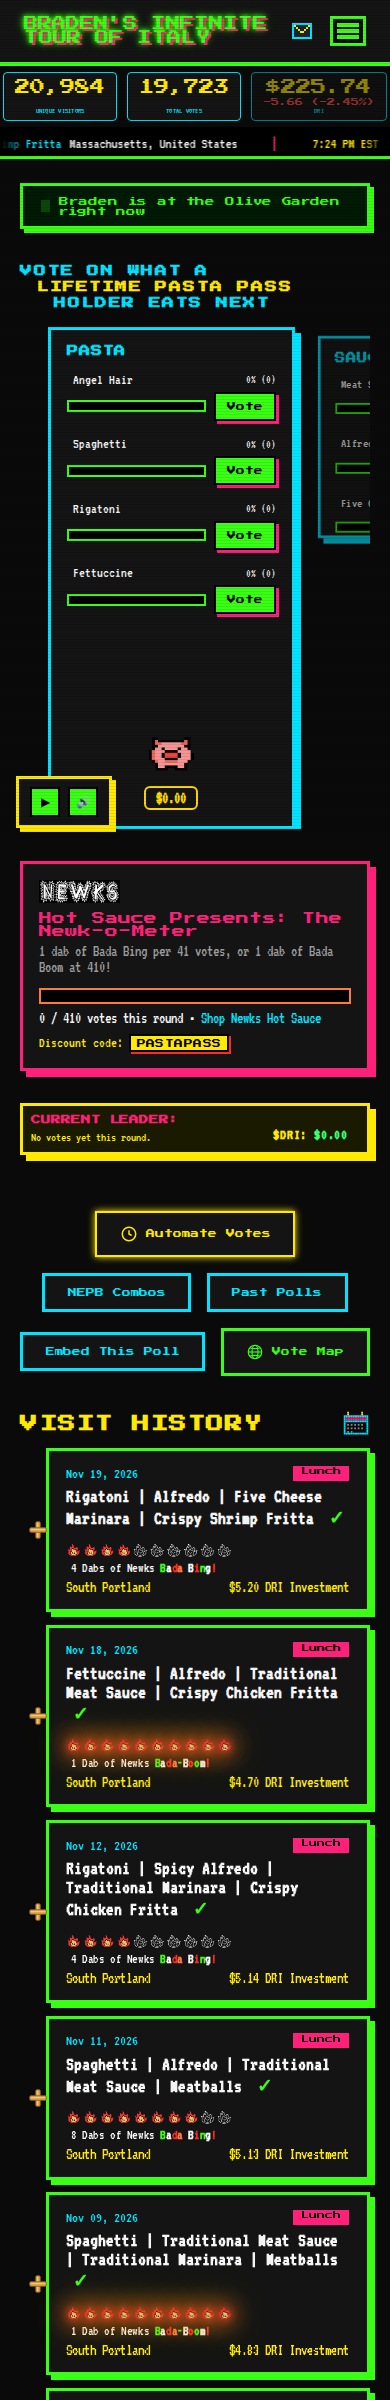 BRADEN'S INFINITE
TOUR OF ITALY
20,984
UNIQUE VISITORS
19,723
TOTAL VOTES
$225.74
-5.66 (-2.45%)
DRI
Fritta Massachusetts, United States
7:24 PM EST
Braden is at the Olive Garden
right now
VOTE ON WHAT A
LIFETIME PASTA PASS
HOLDER EATS NEXT
PASTA
Angel Hair 0% (0)
Vote
Spaghetti 0% (0)
Vote
Rigatoni 0% (0)
Vote
Fettuccine 0% (0)
Vote
$0.00
NEWKS
Hot Sauce Presents: The
Newk-o-Meter
1 dab of Bada Bing per 41 votes, or 1 dab of Bada
Boom at 410!
0 / 410 votes this round • Shop Newks Hot Sauce
Discount code: PASTAPASS
CURRENT LEADER:
No votes yet this round.
$DRI: $0.00
Automate Votes
NEPB Combos
Past Polls
Embed This Poll
Vote Map
VISIT HISTORY
Nov 19, 2026 Lunch
Rigatoni | Alfredo | Five Cheese
Marinara | Crispy Shrimp Fritta ✓
4 Dabs of Newks Bada Bing!
South Portland $5.20 DRI Investment
Nov 18, 2026 Lunch
Fettuccine | Alfredo | Traditional
Meat Sauce | Crispy Chicken Fritta
✓
1 Dab of Newks Bada-Boom!
South Portland $4.70 DRI Investment
Nov 12, 2026 Lunch
Rigatoni | Spicy Alfredo |
Traditional Marinara | Crispy
Chicken Fritta ✓
4 Dabs of Newks Bada Bing!
South Portland $5.14 DRI Investment
Nov 11, 2026 Lunch
Spaghetti | Alfredo | Traditional
Meat Sauce | Meatballs ✓
8 Dabs of Newks Bada Bing!
South Portland $5.13 DRI Investment
Nov 09, 2026 Lunch
Spaghetti | Traditional Meat Sauce
| Traditional Marinara | Meatballs
✓
1 Dab of Newks Bada-Boom!
South Portland $4.83 DRI Investment